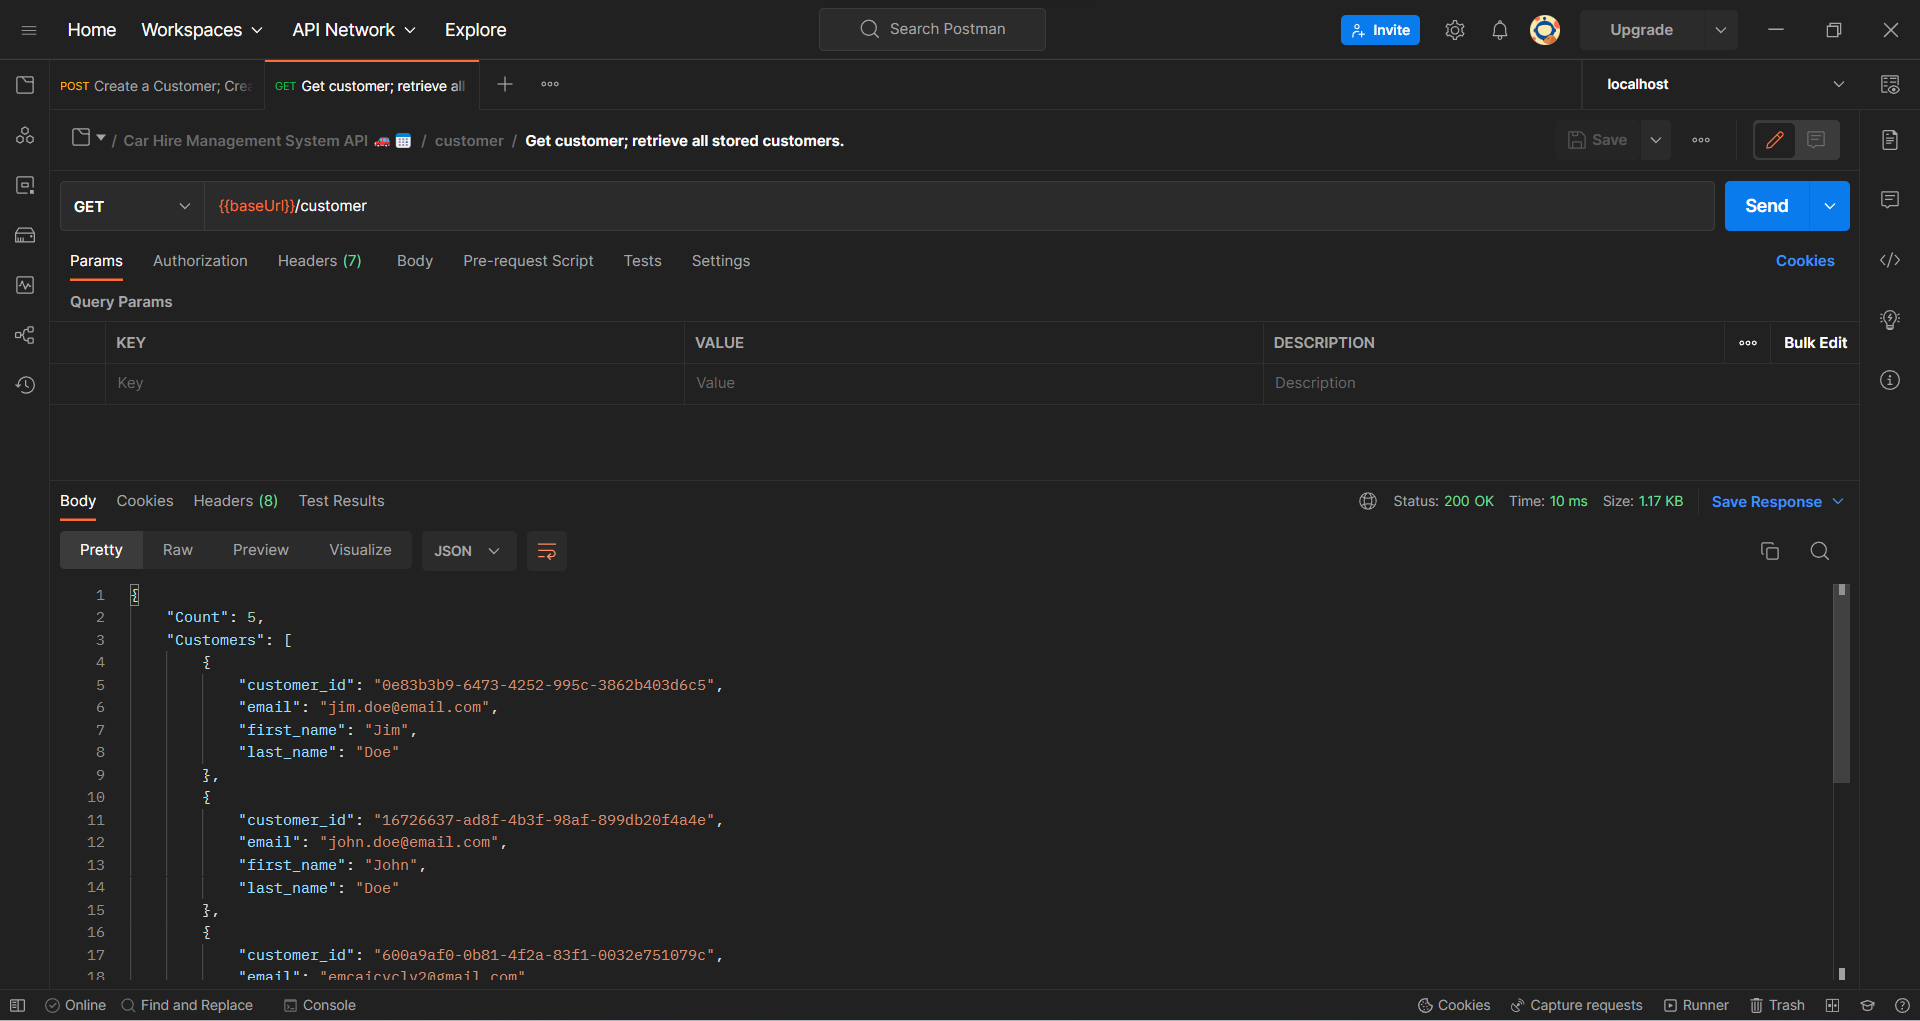 Home Workspaces API Network Explore Search Postman Invite Upgrade
POST Create a Customer; Crea GET Get customer; retrieve all localhost
/ Car Hire Management System API 🚗📅 / customer / Get customer; retrieve all stored customers. Save
GET {{baseUrl}}/customer Send
Params Authorization Headers (7) Body Pre-request Script Tests Settings Cookies
Query Params
KEY VALUE DESCRIPTION Bulk Edit
Key Value Description
Body Cookies Headers (8) Test Results Status: 200 OK Time: 10 ms Size: 1.17 KB Save Response
Pretty Raw Preview Visualize JSON
1 {
2 "Count": 5,
3 "Customers": [
4 {
5 "customer_id": "0e83b3b9-6473-4252-995c-3862b403d6c5",
6 "email": "jim.doe@email.com",
7 "first_name": "Jim",
8 "last_name": "Doe"
9 },
10 {
11 "customer_id": "16726637-ad8f-4b3f-98af-899db20f4a4e",
12 "email": "john.doe@email.com",
13 "first_name": "John",
14 "last_name": "Doe"
15 },
16 {
17 "customer_id": "600a9af0-0b81-4f2a-83f1-0032e751079c",
18 "email":
Online Find and Replace Console Cookies Capture requests Runner Trash